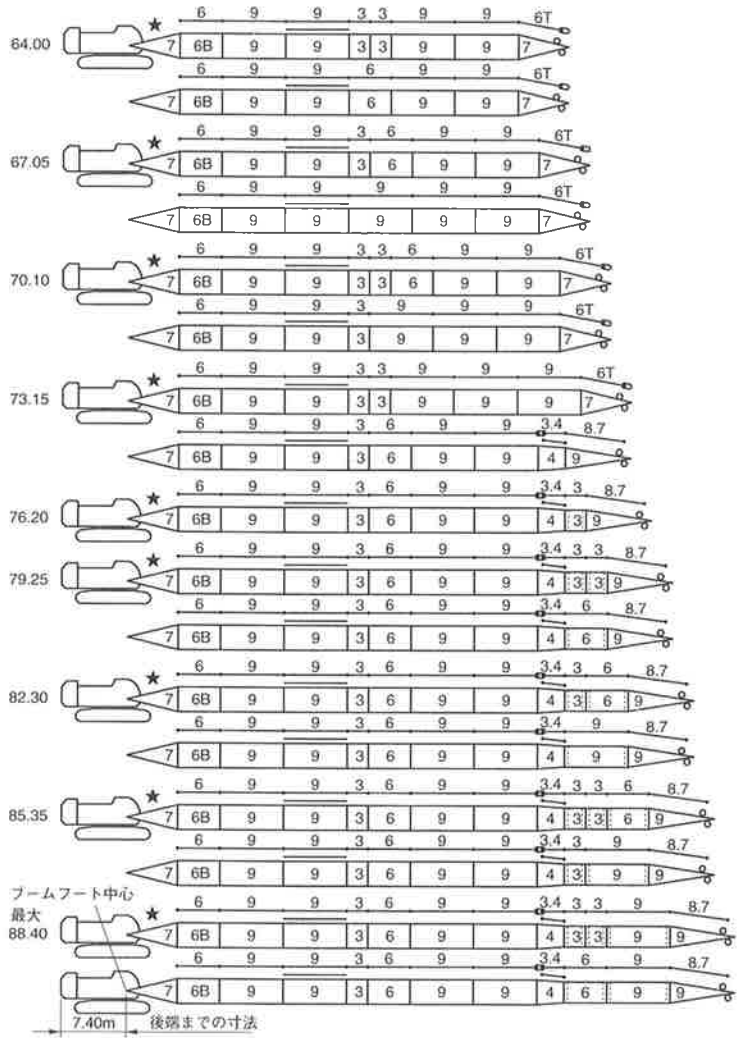 6 9 9 3 3 9 9 6T
64.00 ★ 7 6B 9 9 3 3 9 9 7
6 9 9 6 9 9 6T
7 6B 9 9 6 9 9 7
6 9 9 3 6 9 9 6T
67.05 ★ 7 6B 9 9 3 6 9 9 7
6 9 9 9 9 9 6T
7 6B 9 9 9 9 9 7
6 9 9 3 3 6 9 9 6T
70.10 ★ 7 6B 9 9 3 3 6 9 9 7
6 9 9 3 9 9 9 6T
7 6B 9 9 3 9 9 9 7
6 9 9 3 3 9 9 9 6T
73.15 ★ 7 6B 9 9 3 3 9 9 9 7
6 9 9 3 6 9 9 3.4 8.7
7 6B 9 9 3 6 9 9 4 9
6 9 9 3 6 9 9 3.4 3 8.7
76.20 ★ 7 6B 9 9 3 6 9 9 4 3 9
6 9 9 3 6 9 9 3.4 3 3 8.7
79.25 ★ 7 6B 9 9 3 6 9 9 4 3 3 9
6 9 9 3 6 9 9 3.4 6 8.7
7 6B 9 9 3 6 9 9 4 6 9
6 9 9 3 6 9 9 3.4 3 6 8.7
82.30 ★ 7 6B 9 9 3 6 9 9 4 3 6 9
6 9 9 3 6 9 9 3.4 9 8.7
7 6B 9 9 3 6 9 9 4 9 9
6 9 9 3 6 9 9 3.4 3 3 6 8.7
85.35 ★ 7 6B 9 9 3 6 9 9 4 3 3 6 9
6 9 9 3 6 9 9 3.4 3 9 8.7
7 6B 9 9 3 6 9 9 4 3 9 9
ブームフート中心
6 9 9 3 6 9 9 3.4 3 3 9 8.7
最大 ★
88.40 7 6B 9 9 3 6 9 9 4 3 3 9 9
6 9 9 3 6 9 9 3.4 6 9 8.7
7 6B 9 9 3 6 9 9 4 6 9 9
7.40m 後端までの寸法